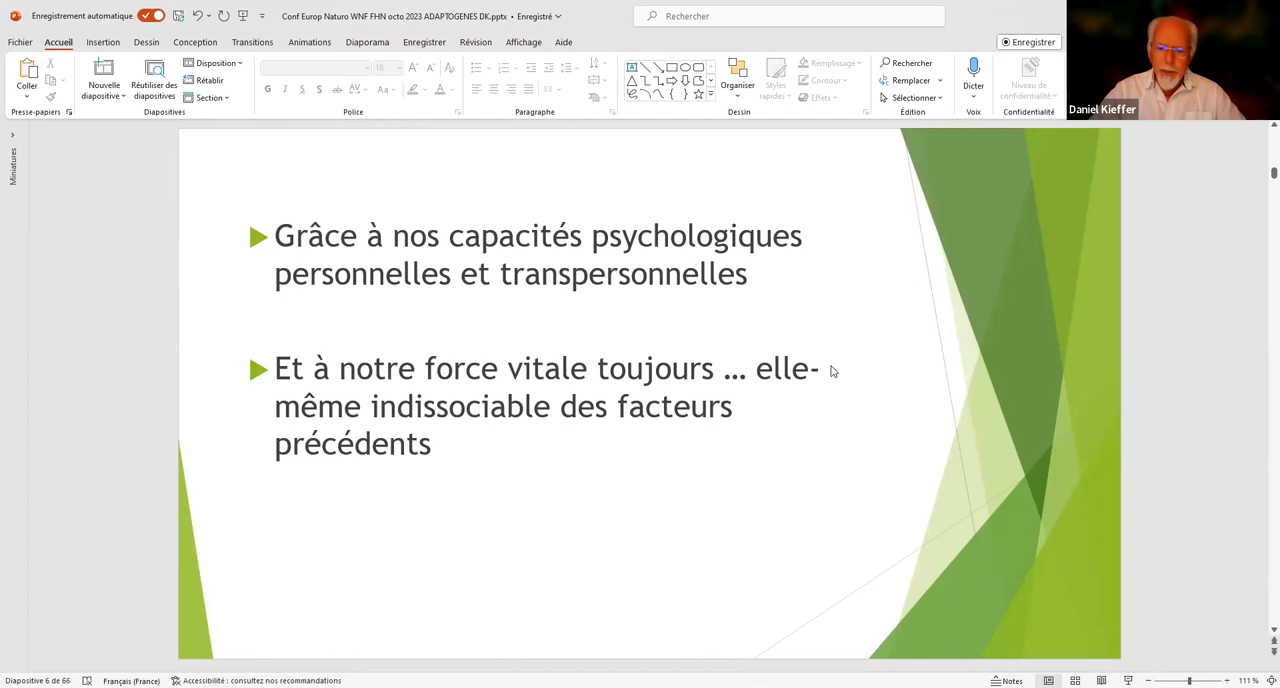 Enregistrement automatique
Conf Europ Naturo WNF FHN octo 2023 ADAPTOGENES DK.pptx • Enregistré
Rechercher
Fichier Accueil Insertion Dessin Conception Transitions Animations Diaporama Enregistrer Révision Affichage Aide
Enregistrer
Coller
Presse-papiers
Nouvelle diapositive
Réutiliser des diapositives
Disposition
Rétablir
Section
Diapositives
18
G I S S ab AV Aa A
Police
Paragraphe
Organiser
Styles rapides
Remplissage
Contour
Effets
Dessin
Rechercher
Remplacer
Sélectionner
Édition
Dicter
Voix
Niveau de confidentialité
Confidentialité
Daniel Kieffer
Miniatures
Grâce à nos capacités psychologiques
personnelles et transpersonnelles
Et à notre force vitale toujours … elle-
même indissociable des facteurs
précédents
Diapositive 6 de 66 Français (France) Accessibilité : consultez nos recommandations Notes 111 %